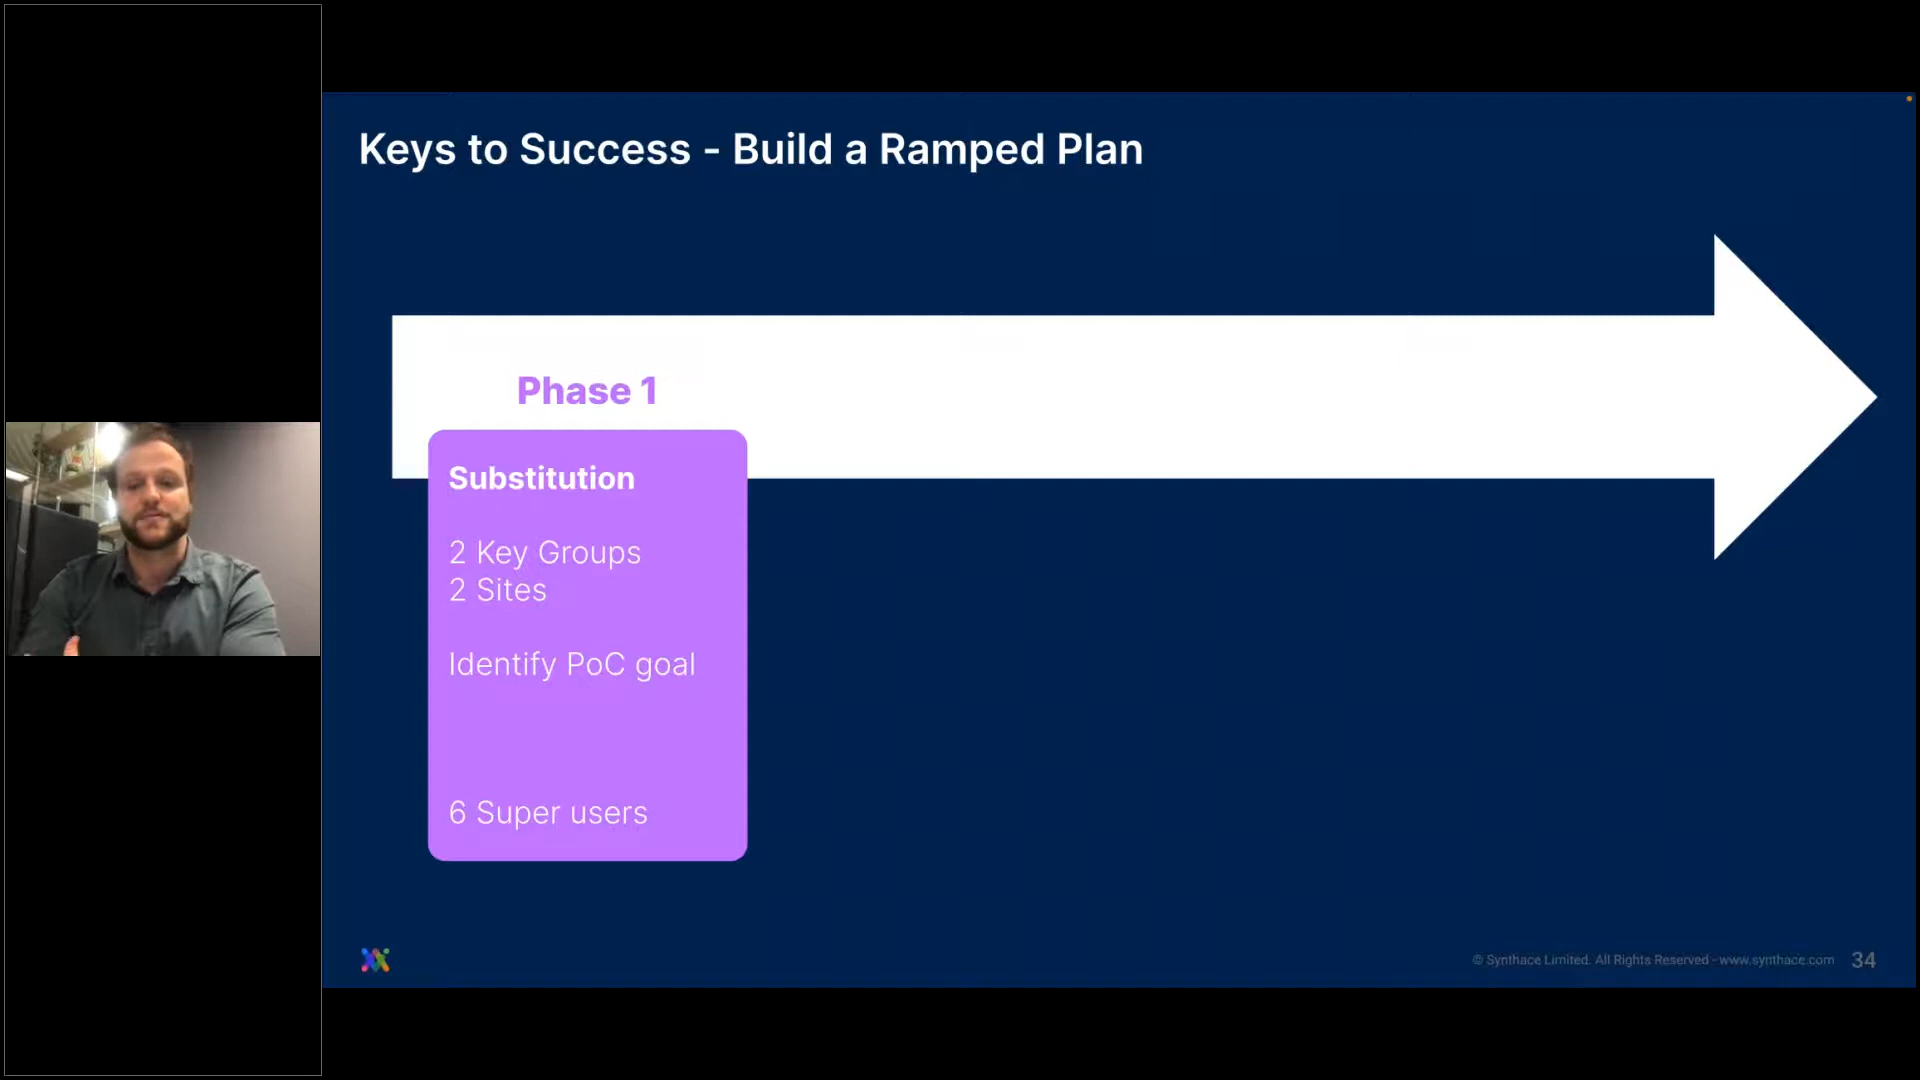 Keys to Success - Build a Ramped Plan
Phase 1
Substitution
2 Key Groups
2 Sites
Identify PoC goal
6 Super users
© Synthace Limited. All Rights Reserved - www.synthace.com 34